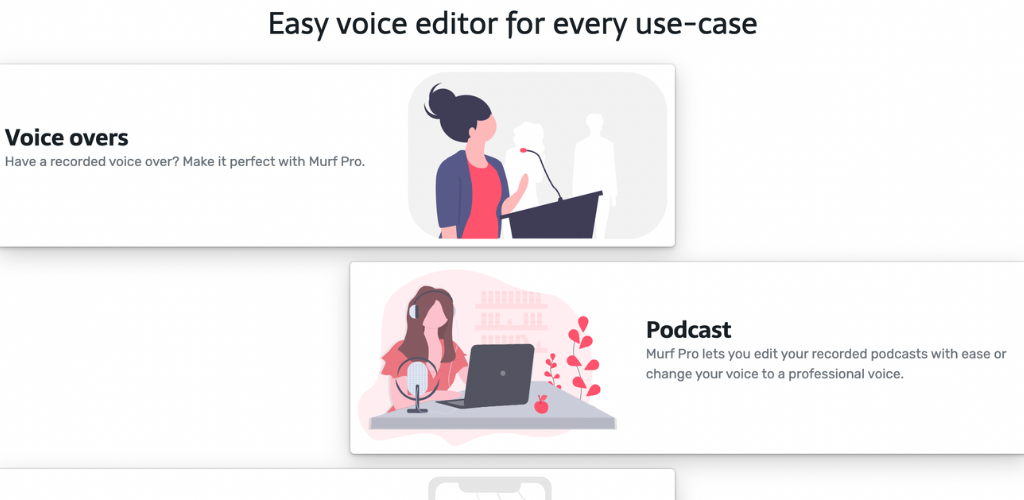 Easy voice editor for every use-case
Voice overs
Have a recorded voice over? Make it perfect with Murf Pro.
Podcast
Murf Pro lets you edit your recorded podcasts with ease or
change your voice to a professional voice.